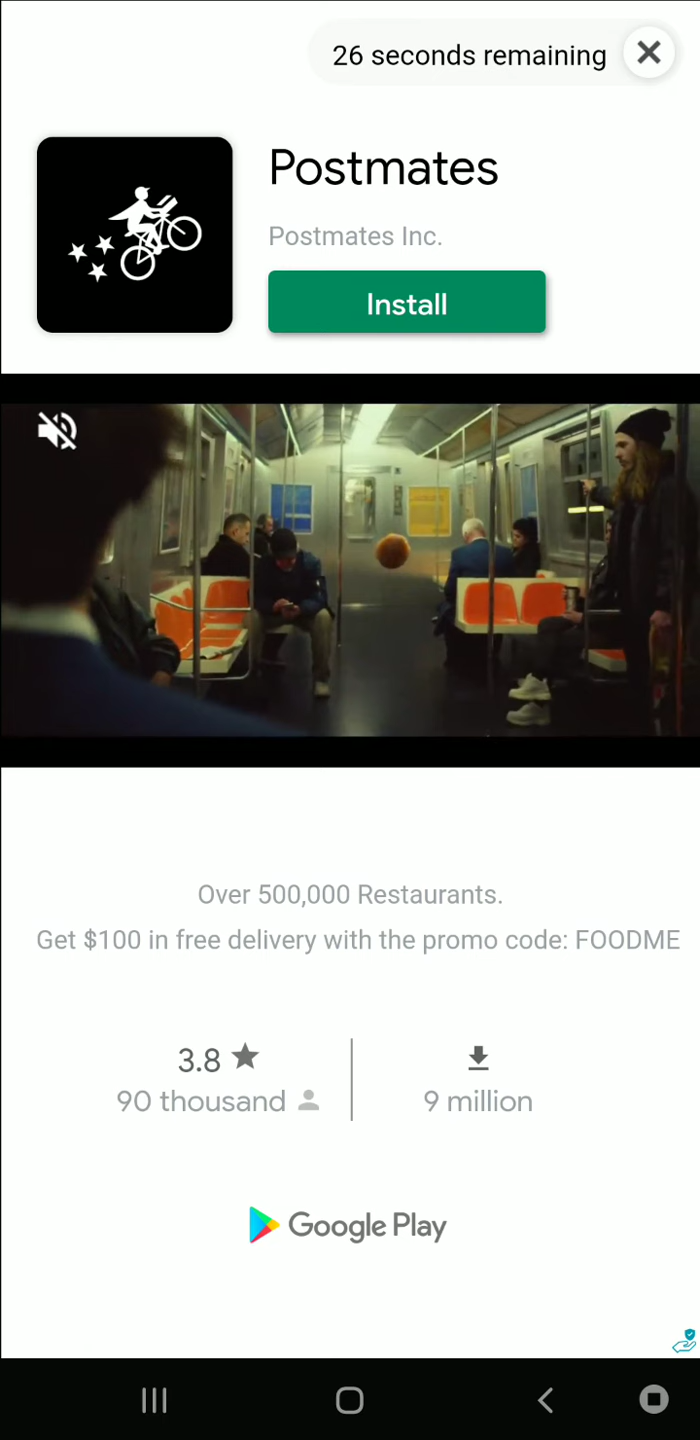 26 seconds remaining
Postmates
Postmates Inc.
Install
Over 500,000 Restaurants.
Get $100 in free delivery with the promo code: FOODME
3.8
90 thousand
9 million
Google Play